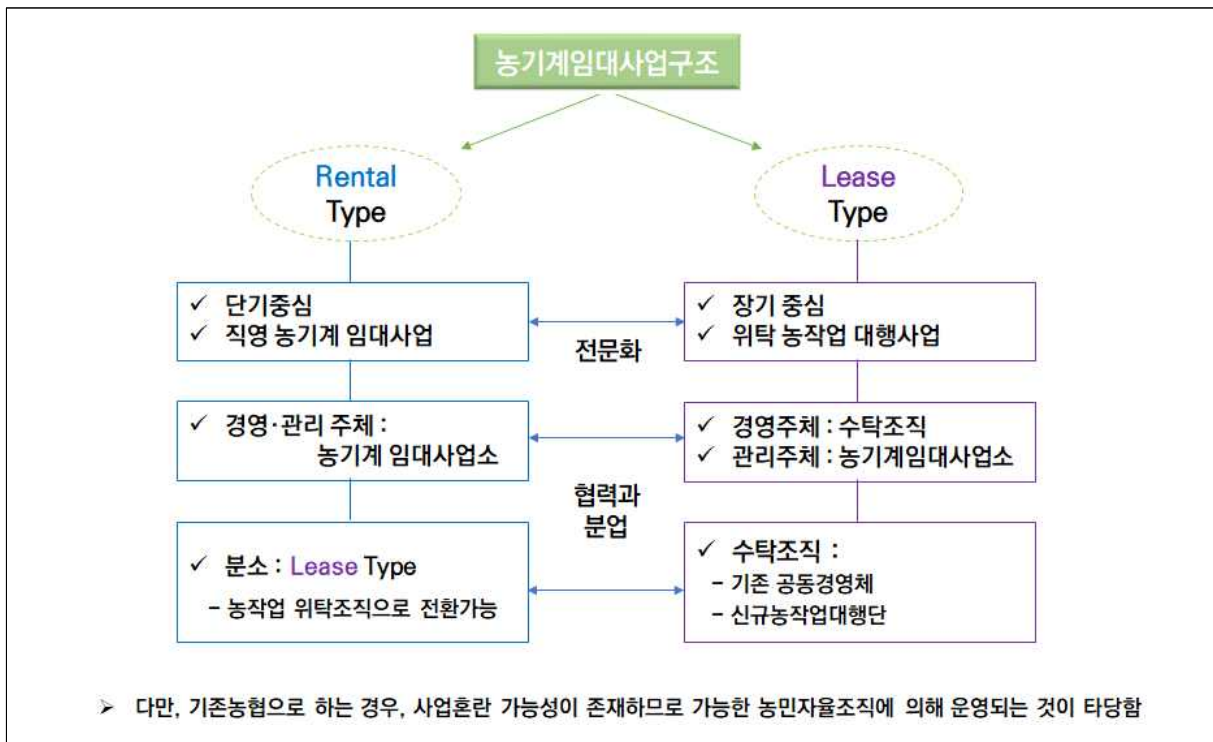 농기계임대사업구조
Rental
Type
Lease
Type
✓ 단기중심
✓ 직영 농기계 임대사업
전문화
✓ 장기 중심
✓ 위탁 농작업 대행사업
✓ 경영·관리 주체 :
농기계 임대사업소
✓ 경영주체 : 수탁조직
✓ 관리주체 : 농기계임대사업소
협력과
분업
✓ 분소 : Lease Type
– 농작업 위탁조직으로 전환가능
✓ 수탁조직 :
– 기존 공동경영체
– 신규농작업대행단
➢ 다만, 기존농협으로 하는 경우, 사업혼란 가능성이 존재하므로 가능한 농민자율조직에 의해 운영되는 것이 타당함